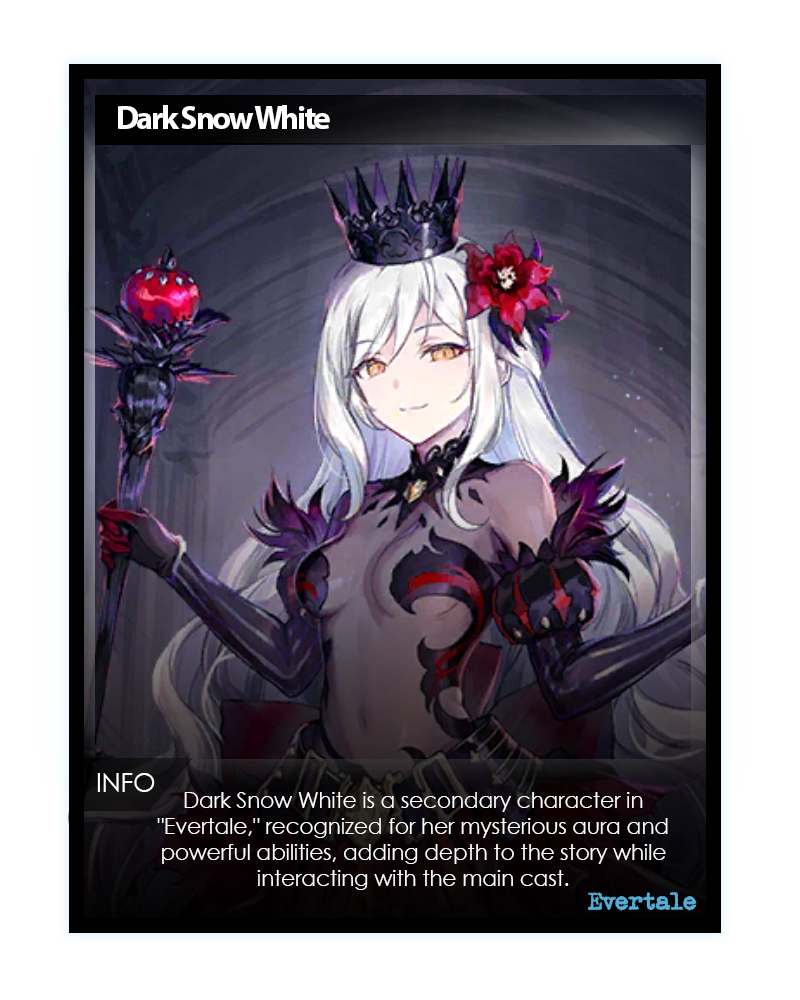 Dark Snow White
INFO
Dark Snow White is a secondary character in
"Evertale," recognized for her mysterious aura and
powerful abilities, adding depth to the story while
interacting with the main cast.
Evertale